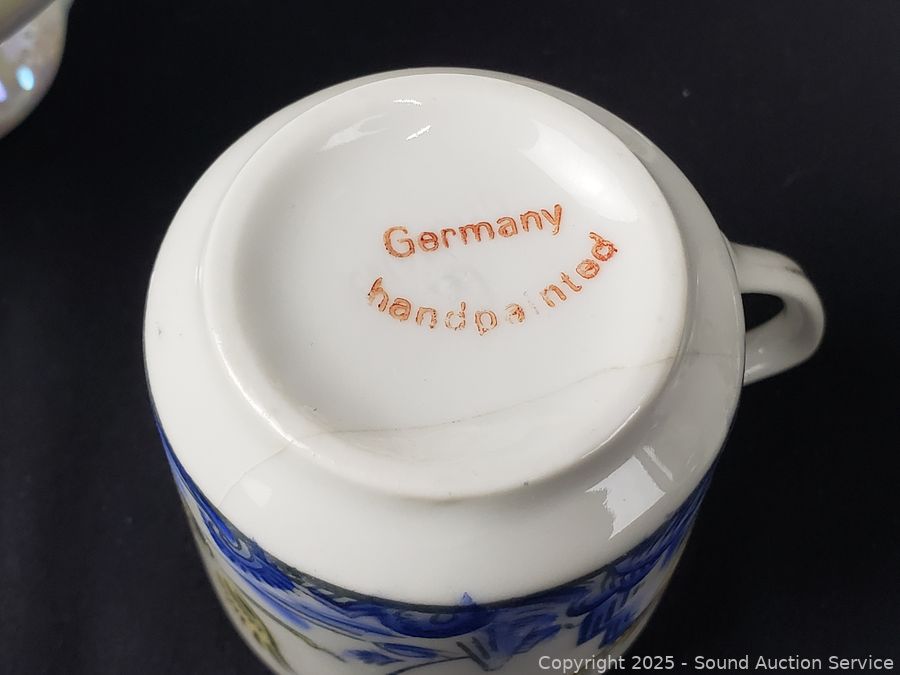 Germany
handpainted
Copyright © 2025 - Sound Auction Service